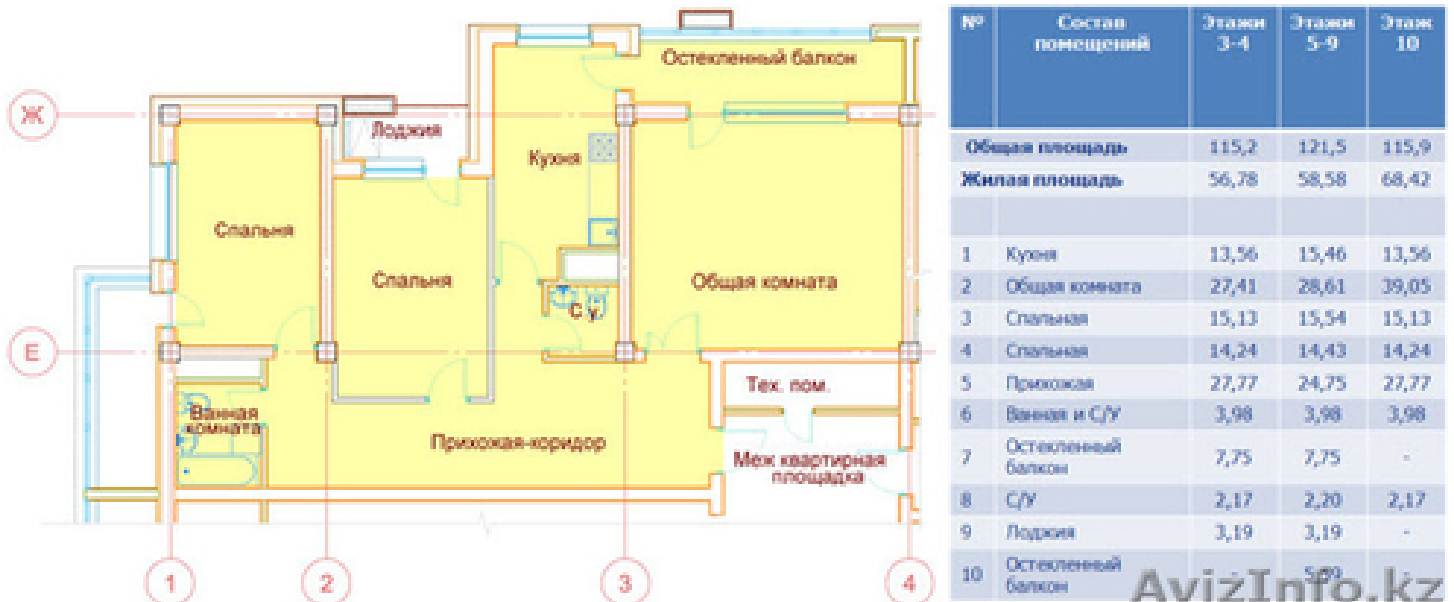 Остекленный балкон
Ж
Лоджия
Кухня
Спальня
Спальня
Общая комната
С.у.
Е
Тех. пом.
Ванная
комната
Прихожая-коридор
Меж квартирная
площадка
1
2
3
4
№ Состав помещений Этажи 3-4 Этажи 5-9 Этаж 10
Общая площадь 115,2 121,5 115,9
Жилая площадь 56,78 58,58 68,42
1 Кухня 13,56 15,46 13,56
2 Общая комната 27,41 28,61 39,05
3 Спальная 15,13 15,54 15,13
4 Спальная 14,24 14,43 14,24
5 Прихожая 27,77 24,75 27,77
6 Ванная и С/У 3,98 3,98 3,98
7 Остекленный балкон 7,75 7,75 -
8 С/У 2,17 2,20 2,17
9 Лоджия 3,19 3,19 -
10 Остекленный балкон - -
AvizInfo.kz